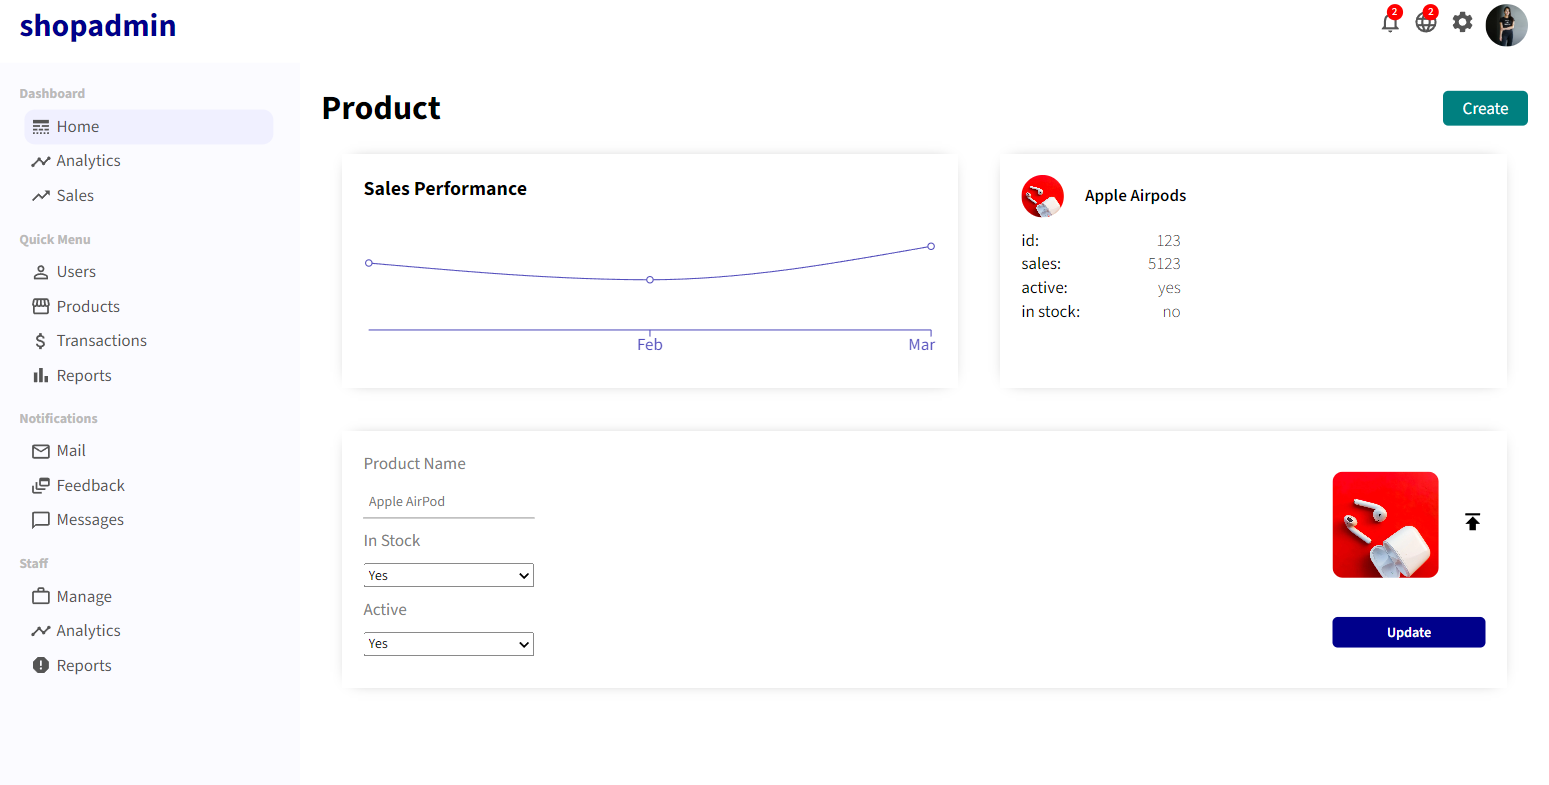 shopadmin
2
2
Dashboard
Home
Analytics
Sales
Quick Menu
Users
Products
Transactions
Reports
Notifications
Mail
Feedback
Messages
Staff
Manage
Analytics
Reports
Product
Create
Sales Performance
Feb
Mar
Apple Airpods
id: 123
sales: 5123
active: yes
in stock: no
Product Name
Apple AirPod
In Stock
Yes
Active
Yes
Update